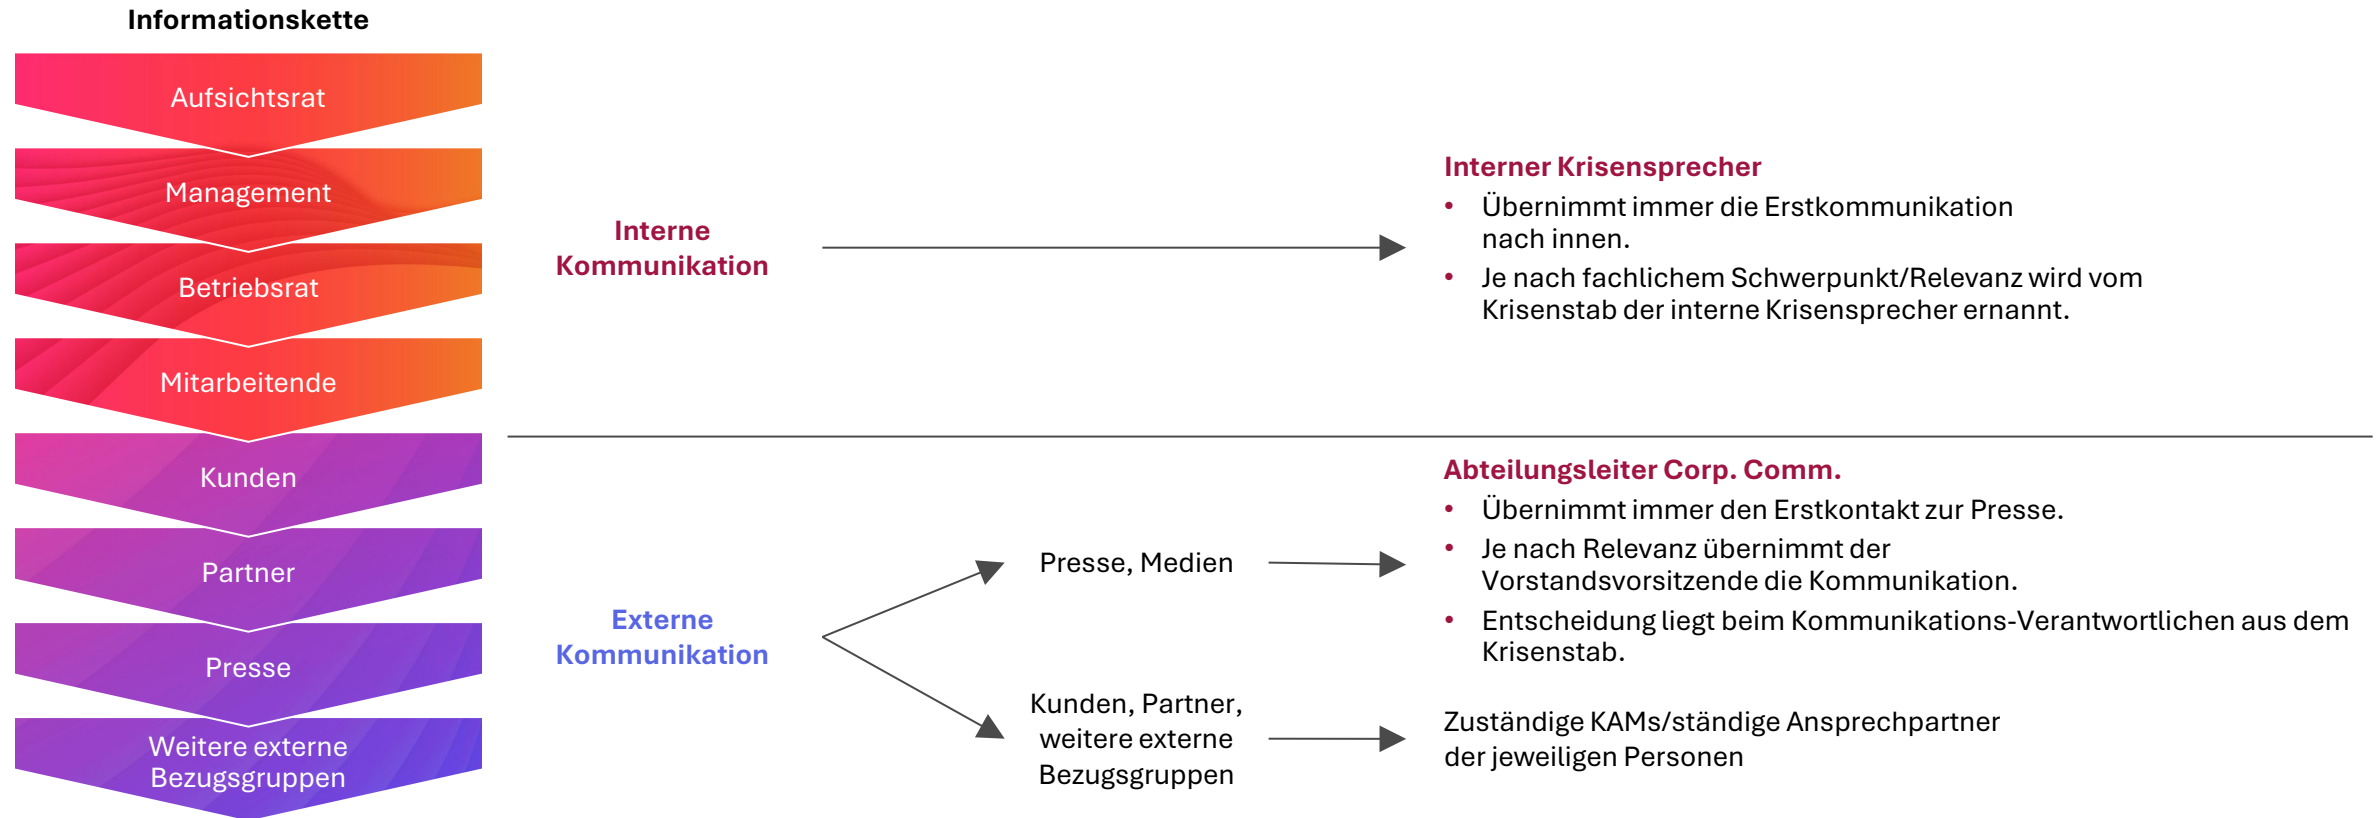 Informationskette
Aufsichtsrat
Management
Betriebsrat
Mitarbeitende
Kunden
Partner
Presse
Weitere externe
Bezugsgruppen
Interne
Kommunikation
Interner Krisensprecher
• Übernimmt immer die Erstkommunikation
nach innen.
• Je nach fachlichem Schwerpunkt/Relevanz wird vom
Krisenstab der interne Krisensprecher ernannt.
Externe
Kommunikation
Presse, Medien
Abteilungsleiter Corp. Comm.
• Übernimmt immer den Erstkontakt zur Presse.
• Je nach Relevanz übernimmt der
Vorstandsvorsitzende die Kommunikation.
• Entscheidung liegt beim Kommunikations-Verantwortlichen aus dem
Krisenstab.
Kunden, Partner,
weitere externe
Bezugsgruppen
Zuständige KAMs/ständige Ansprechpartner
der jeweiligen Personen